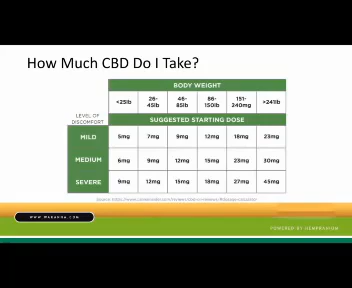 How Much CBD Do I Take?
BODY WEIGHT
<25lb 26-45lb 46-85lb 86-150lb 151-240mg >241lb
LEVEL OF DISCOMFORT SUGGESTED STARTING DOSE
MILD 5mg 7mg 9mg 12mg 18mg 23mg
MEDIUM 6mg 9mg 12mg 15mg 23mg 30mg
SEVERE 9mg 12mg 15mg 18mg 27mg 45mg
POWERED BY HEMPRAHOM